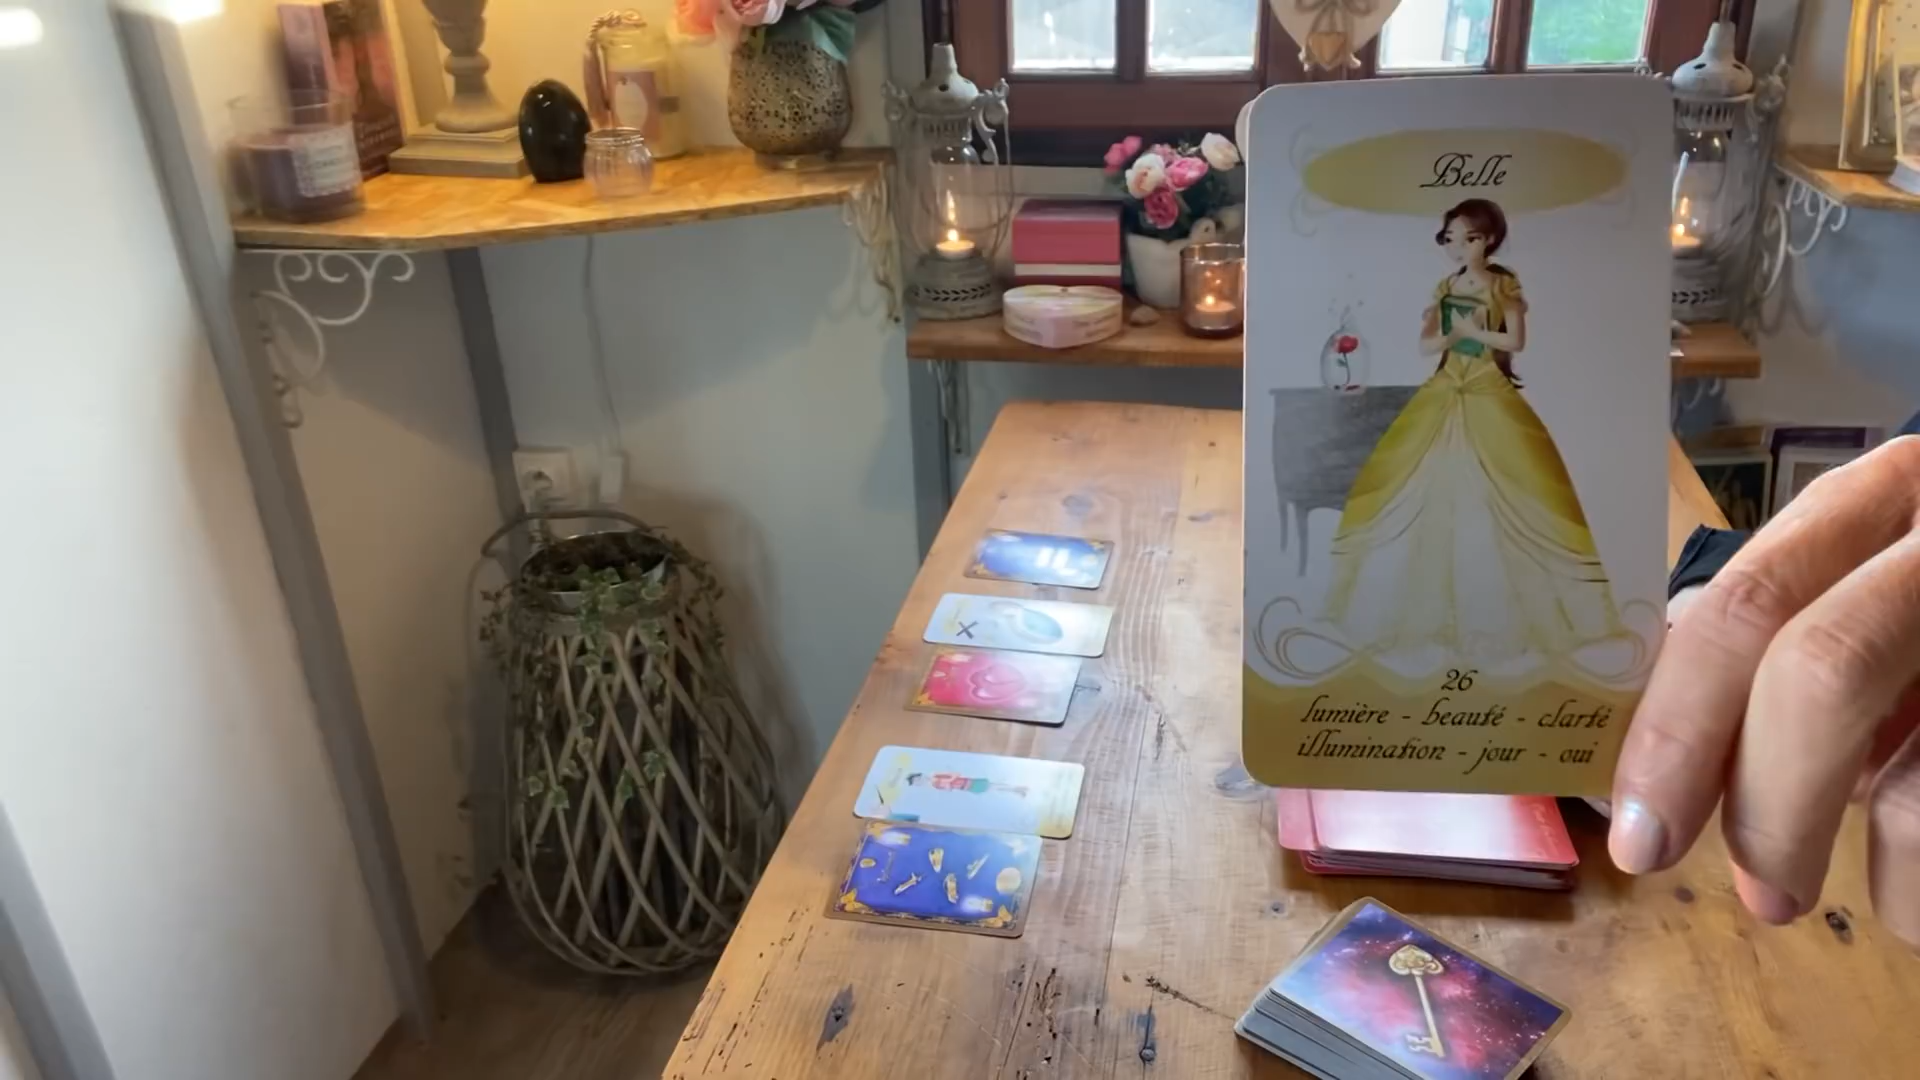 Belle
26
lumière - beauté - clarté
illumination - jour - oui